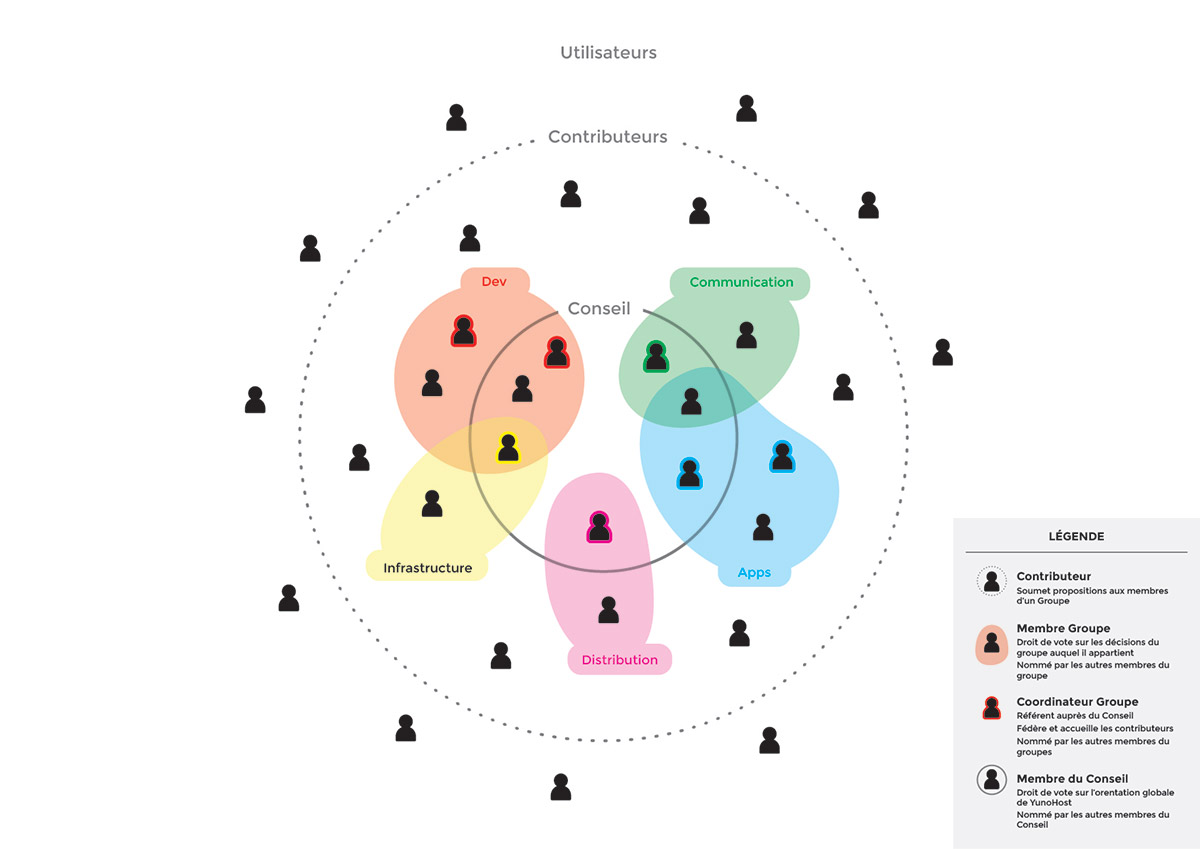 Utilisateurs
Contributeurs
Dev
Communication
Conseil
Infrastructure
Apps
Distribution
LÉGENDE
Contributeur
Soumet propositions aux membres
d'un Groupe
Membre Groupe
Droit de vote sur les décisions du
groupe auquel il appartient
Nommé par les autres membres du
groupe
Coordinateur Groupe
Référent auprès du Conseil
Fédère et accueille les contributeurs
Nommé par les autres membres du
groupes
Membre du Conseil
Droit de vote sur l'orentation globale
de YunoHost
Nommé par les autres membres du
Conseil